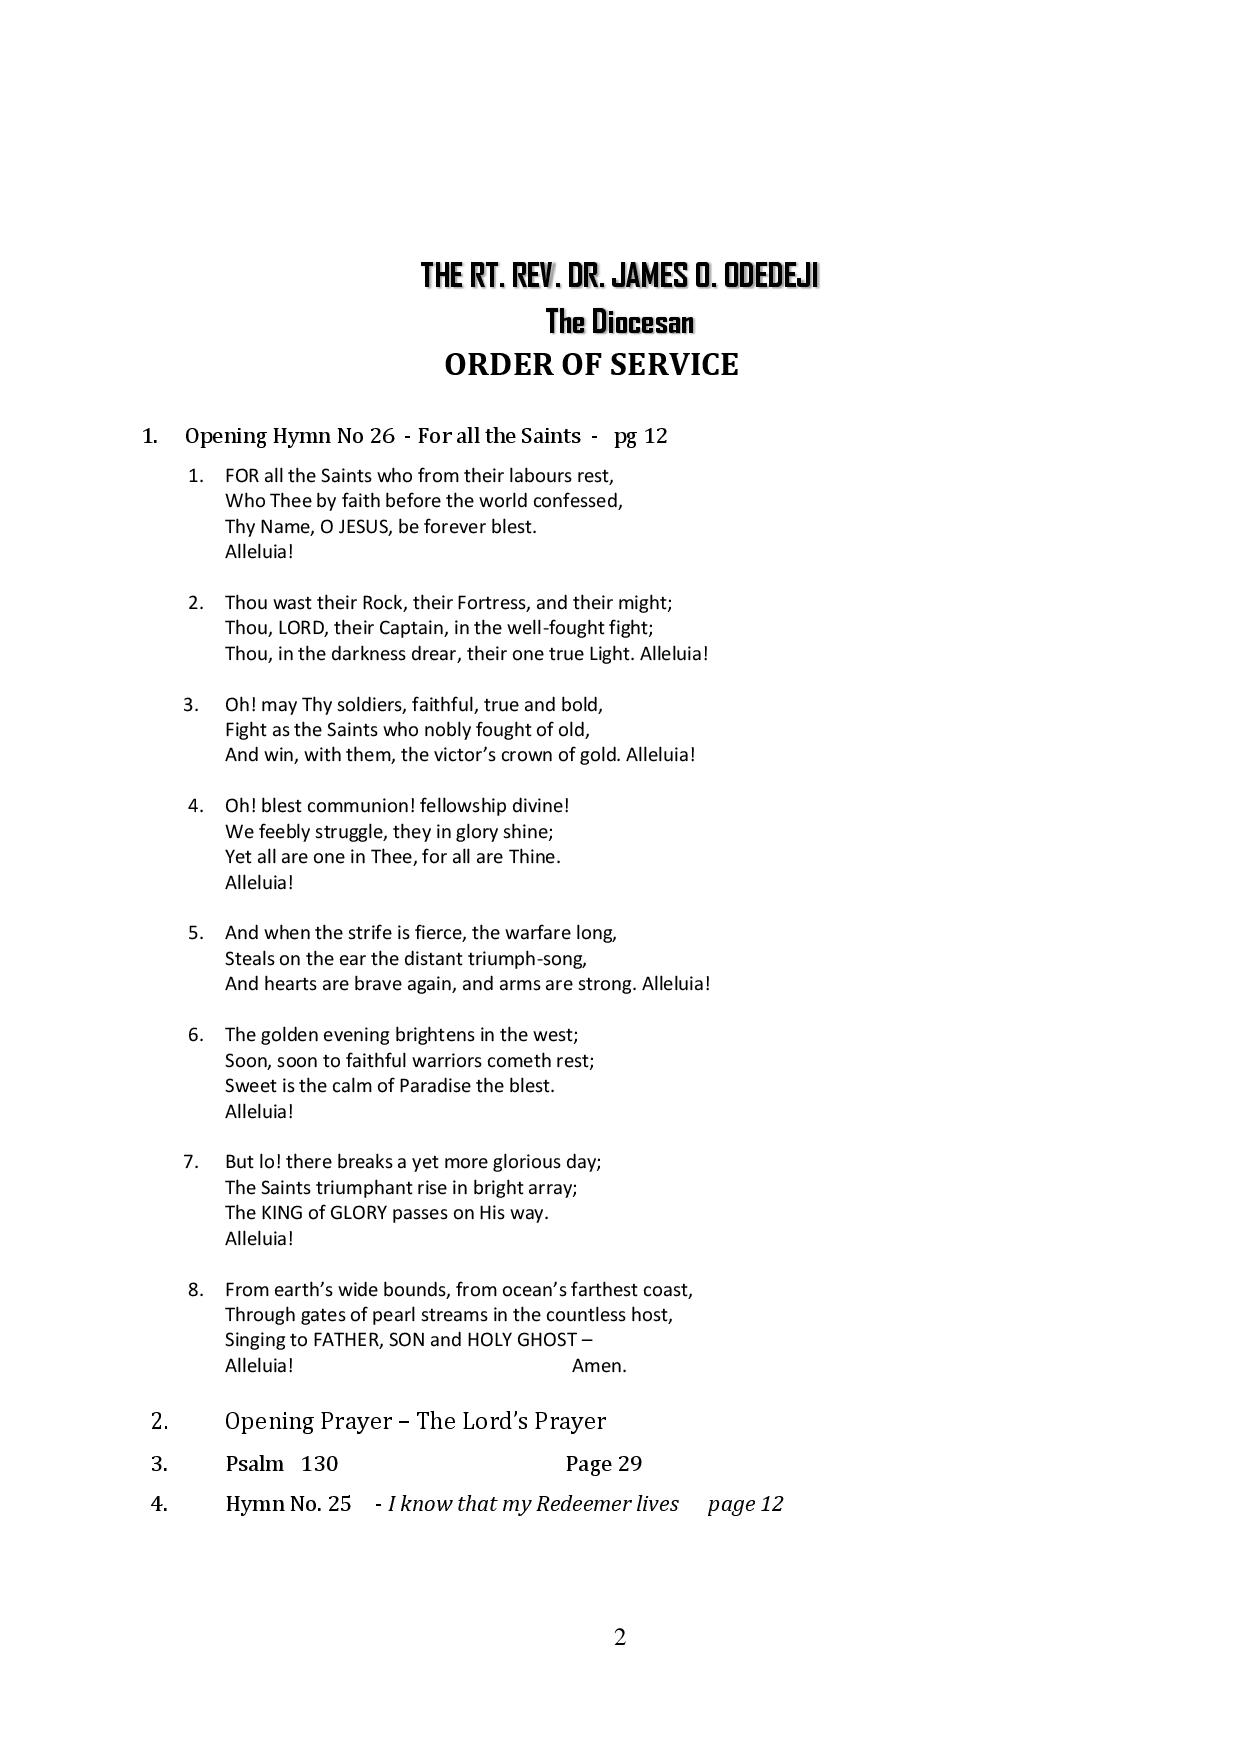 THE RT. REV. DR. JAMES O. ODEDEJI
The Diocesan
ORDER OF SERVICE
1. Opening Hymn No 26 - For all the Saints - pg 12
1. FOR all the Saints who from their labours rest,
Who Thee by faith before the world confessed,
Thy Name, O JESUS, be forever blest.
Alleluia!
2. Thou wast their Rock, their Fortress, and their might;
Thou, LORD, their Captain, in the well-fought fight;
Thou, in the darkness drear, their one true Light. Alleluia!
3. Oh! may Thy soldiers, faithful, true and bold,
Fight as the Saints who nobly fought of old,
And win, with them, the victor’s crown of gold. Alleluia!
4. Oh! blest communion! fellowship divine!
We feebly struggle, they in glory shine;
Yet all are one in Thee, for all are Thine.
Alleluia!
5. And when the strife is fierce, the warfare long,
Steals on the ear the distant triumph-song,
And hearts are brave again, and arms are strong. Alleluia!
6. The golden evening brightens in the west;
Soon, soon to faithful warriors cometh rest;
Sweet is the calm of Paradise the blest.
Alleluia!
7. But lo! there breaks a yet more glorious day;
The Saints triumphant rise in bright array;
The KING of GLORY passes on His way.
Alleluia!
8. From earth’s wide bounds, from ocean’s farthest coast,
Through gates of pearl streams in the countless host,
Singing to FATHER, SON and HOLY GHOST –
Alleluia! Amen.
2. Opening Prayer – The Lord’s Prayer
3. Psalm 130 Page 29
4. Hymn No. 25 - I know that my Redeemer lives page 12
2